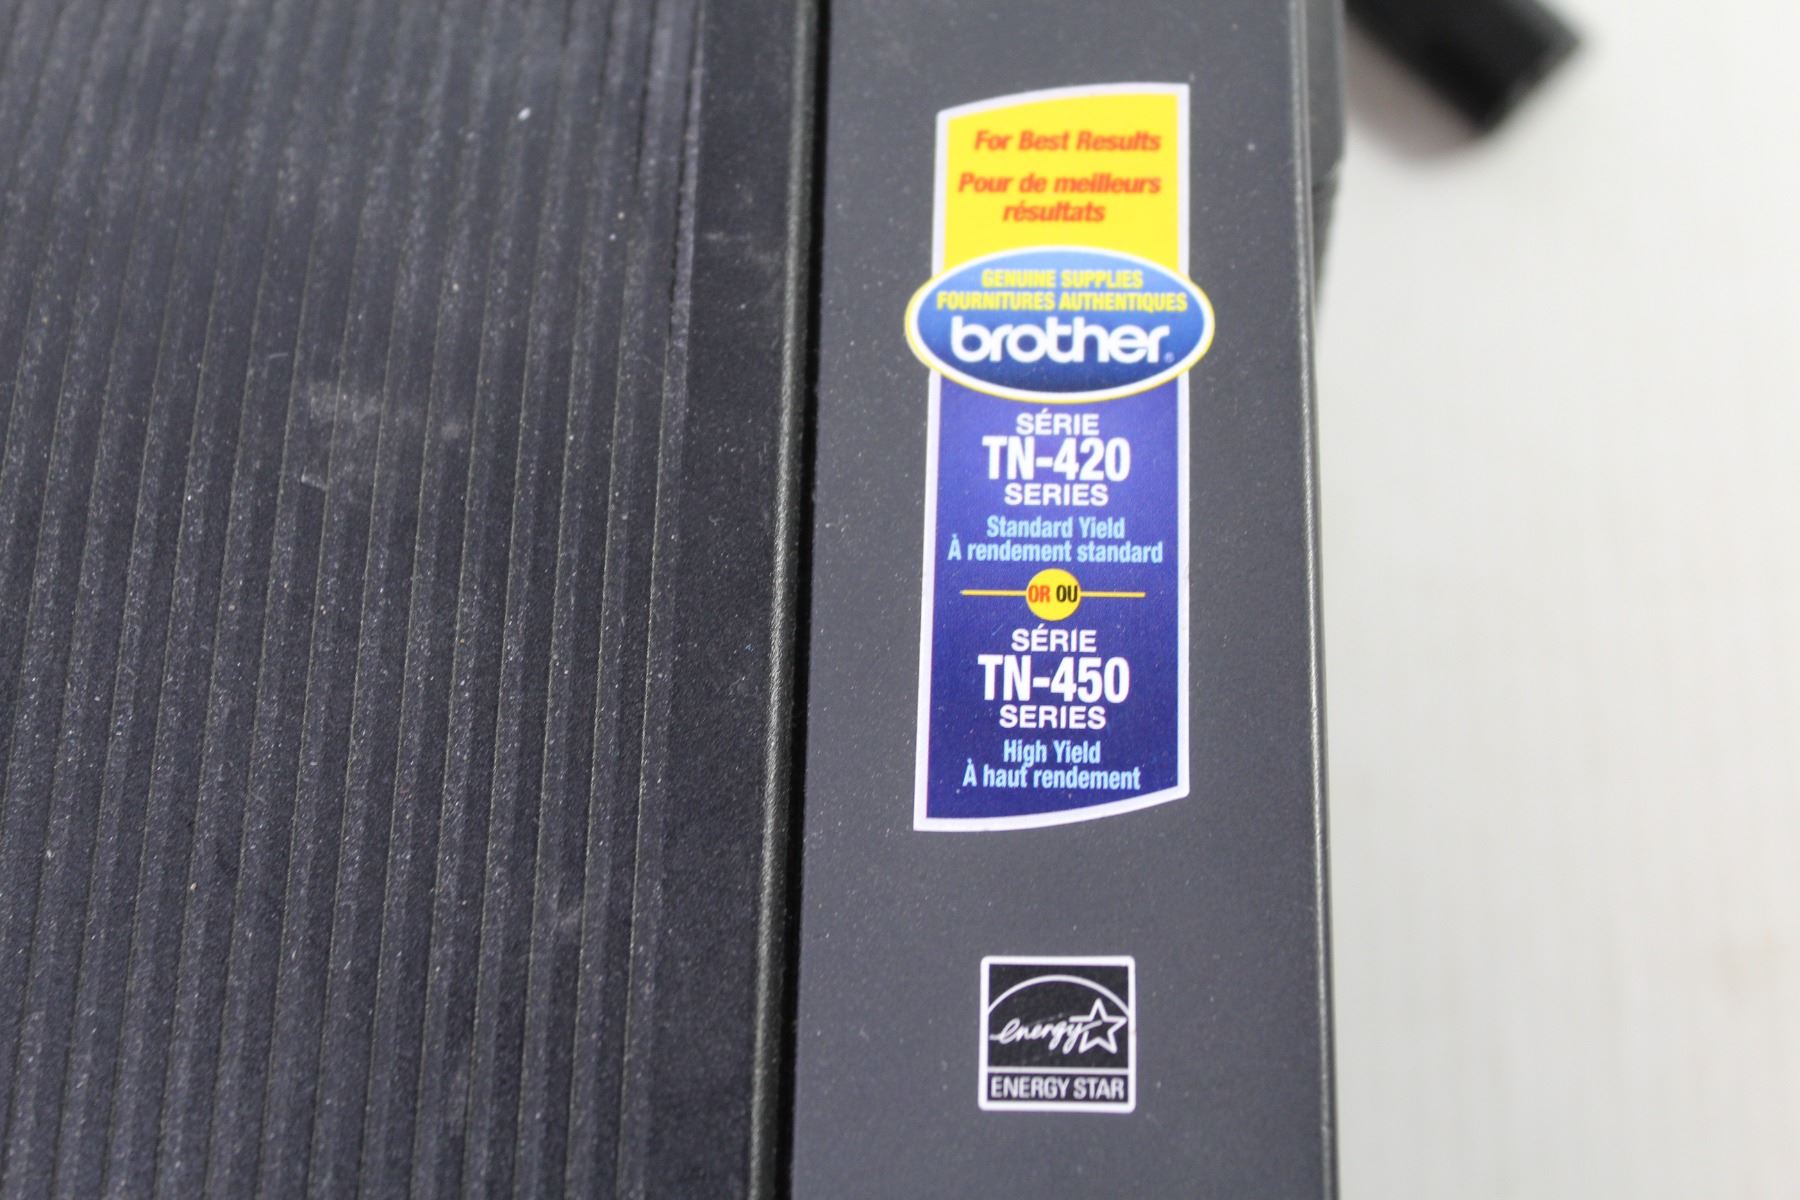 For Best Results
Pour de meilleurs
résultats
GENUINE SUPPLIES
FOURNITURES AUTHENTIQUES
brother®
SÉRIE
TN-420
SERIES
Standard Yield
À rendement standard
OR OU
SÉRIE
TN-450
SERIES
High Yield
À haut rendement
energy
ENERGY STAR